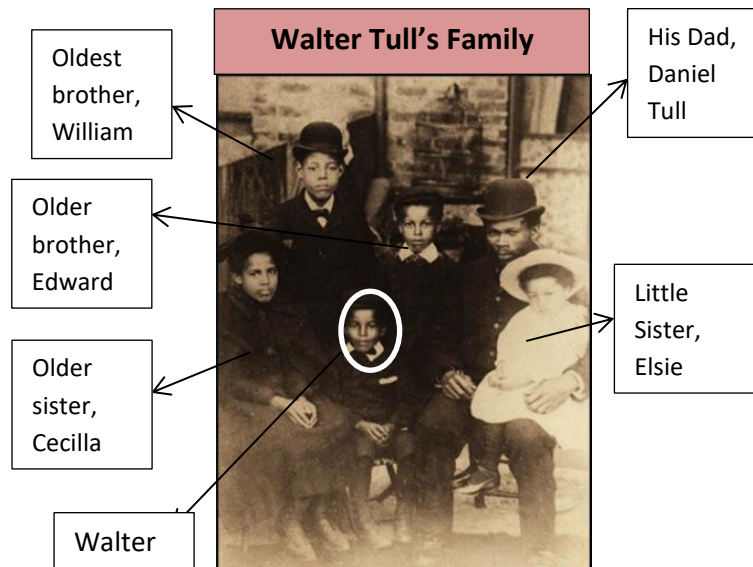 Walter Tull's Family
Oldest
brother,
William
His Dad,
Daniel
Tull
Older
brother,
Edward
Little
Sister,
Elsie
Older
sister,
Cecilla
Walter